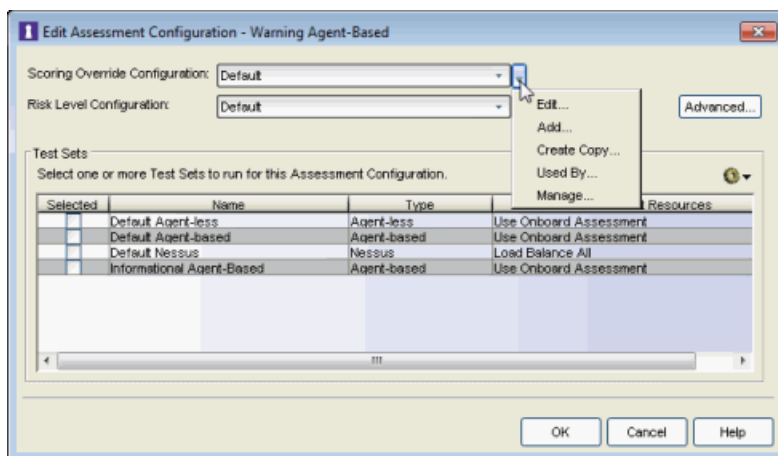 Edit Assessment Configuration - Warning Agent-Based
Scoring Override Configuration: Default
Risk Level Configuration: Default
Edit...
Add...
Create Copy...
Used By...
Manage...
Advanced...
Test Sets
Select one or more Test Sets to run for this Assessment Configuration.
Selected Name Type t Resources
Default Agent-less Agent-less Use Onboard Assessment
Default Agent-based Agent-based Use Onboard Assessment
Default Nessus Nessus Load Balance All
Informational Agent-Based Agent-based Use Onboard Assessment
OK Cancel Help